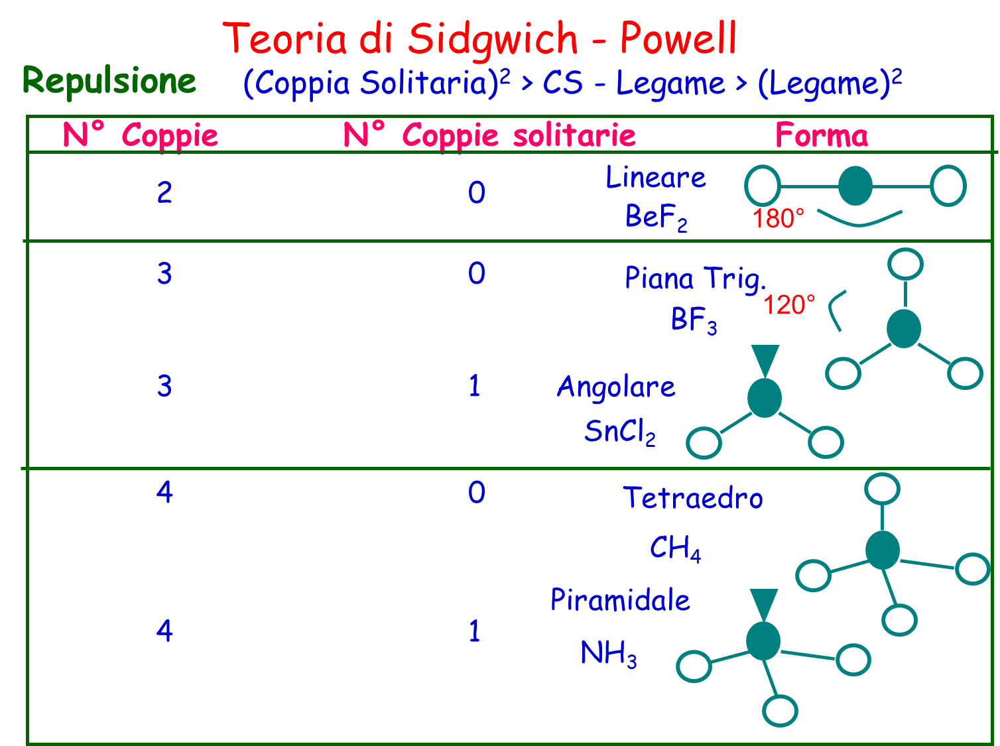 Teoria di Sidgwich - Powell
Repulsione (Coppia Solitaria)² > CS - Legame > (Legame)²
N° Coppie N° Coppie solitarie Forma
2 0 Lineare
BeF₂ 180°
3 0 Piana Trig.
120°
BF₃
3 1 Angolare
SnCl₂
4 0 Tetraedro
CH₄
Piramidale
4 1
NH₃